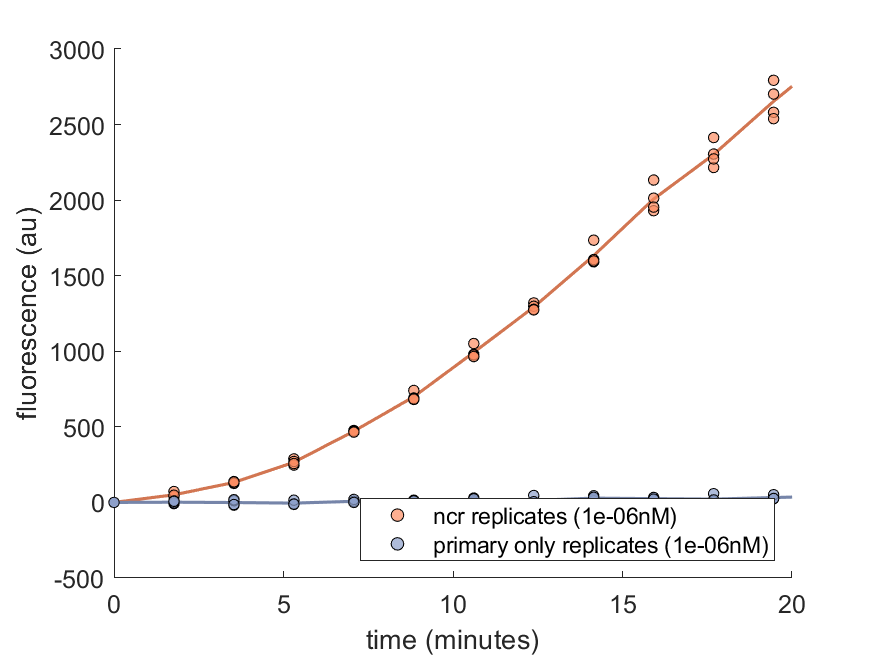 3000
2500
2000
1500
1000
500
0
-500
fluorescence (au)
ncr replicates (1e-06nM)
primary only replicates (1e-06nM)
0 5 10 15 20
time (minutes)